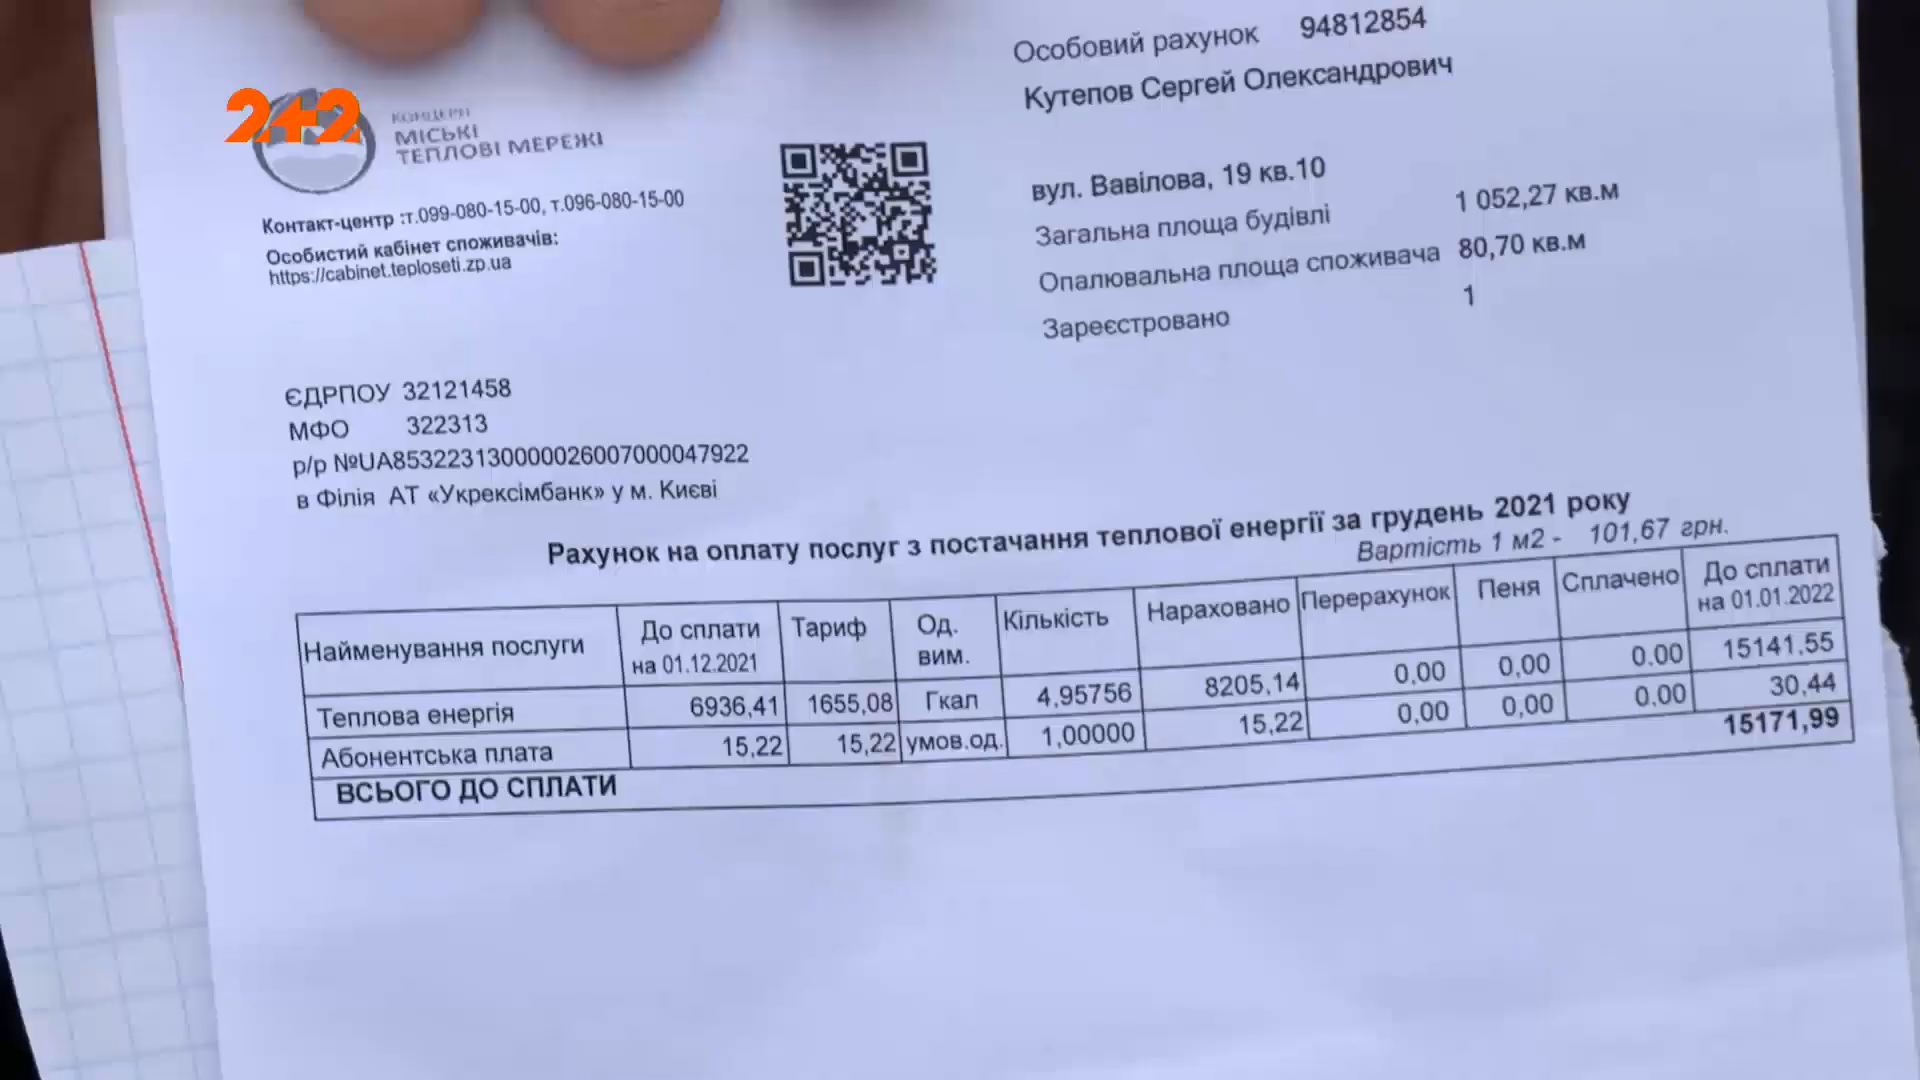 2+2
КОНЦЕРН
МІСЬКІ
ТЕПЛОВІ МЕРЕЖІ
Контакт-центр :т.099-080-15-00, т.096-080-15-00
Особистий кабінет споживачів:
https://cabinet.teploseti.zp.ua
Особовий рахунок 94812854
Кутепов Сергей Олександрович
вул. Вавілова, 19 кв.10
Загальна площа будівлі 1 052,27 кв.м
Опалювальна площа споживача 80,70 кв.м
Зареєстровано 1
ЄДРПОУ 32121458
МФО 322313
р/р №UA853223130000026007000047922
в Філія АТ «Укрексімбанк» у м. Києві
Рахунок на оплату послуг з постачання теплової енергії за грудень 2021 року
Вартість 1 м2 - 101,67 грн.
Найменування послуги До сплати на 01.12.2021 Тариф Од. вим. Кількість Нараховано Перерахунок Пеня Сплачено До сплати на 01.01.2022
Теплова енергія 6936,41 1655,08 Гкал 4,95756 8205,14 0,00 0,00 0.00 15141,55
Абонентська плата 15,22 15,22 умов.од. 1,00000 15,22 0,00 0,00 0,00 30,44
ВСЬОГО ДО СПЛАТИ 15171,99